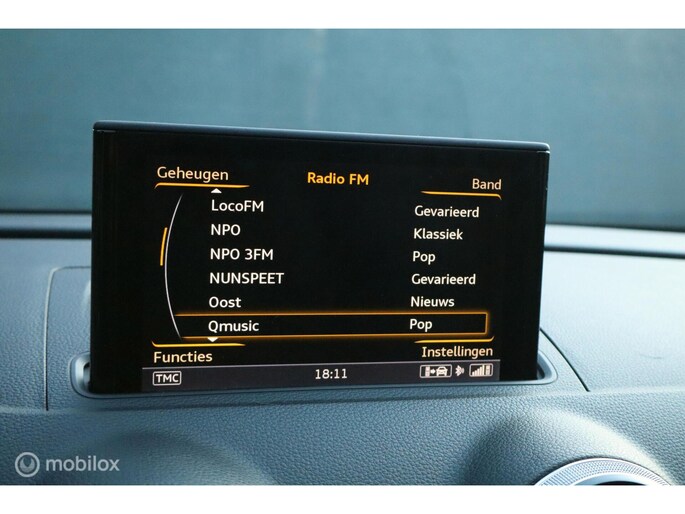 Geheugen Radio FM Band
LocoFM Gevarieerd
NPO Klassiek
NPO 3FM Pop
NUNSPEET Gevarieerd
Oost Nieuws
Qmusic Pop
Functies Instellingen
TMC 18:11
mobilox